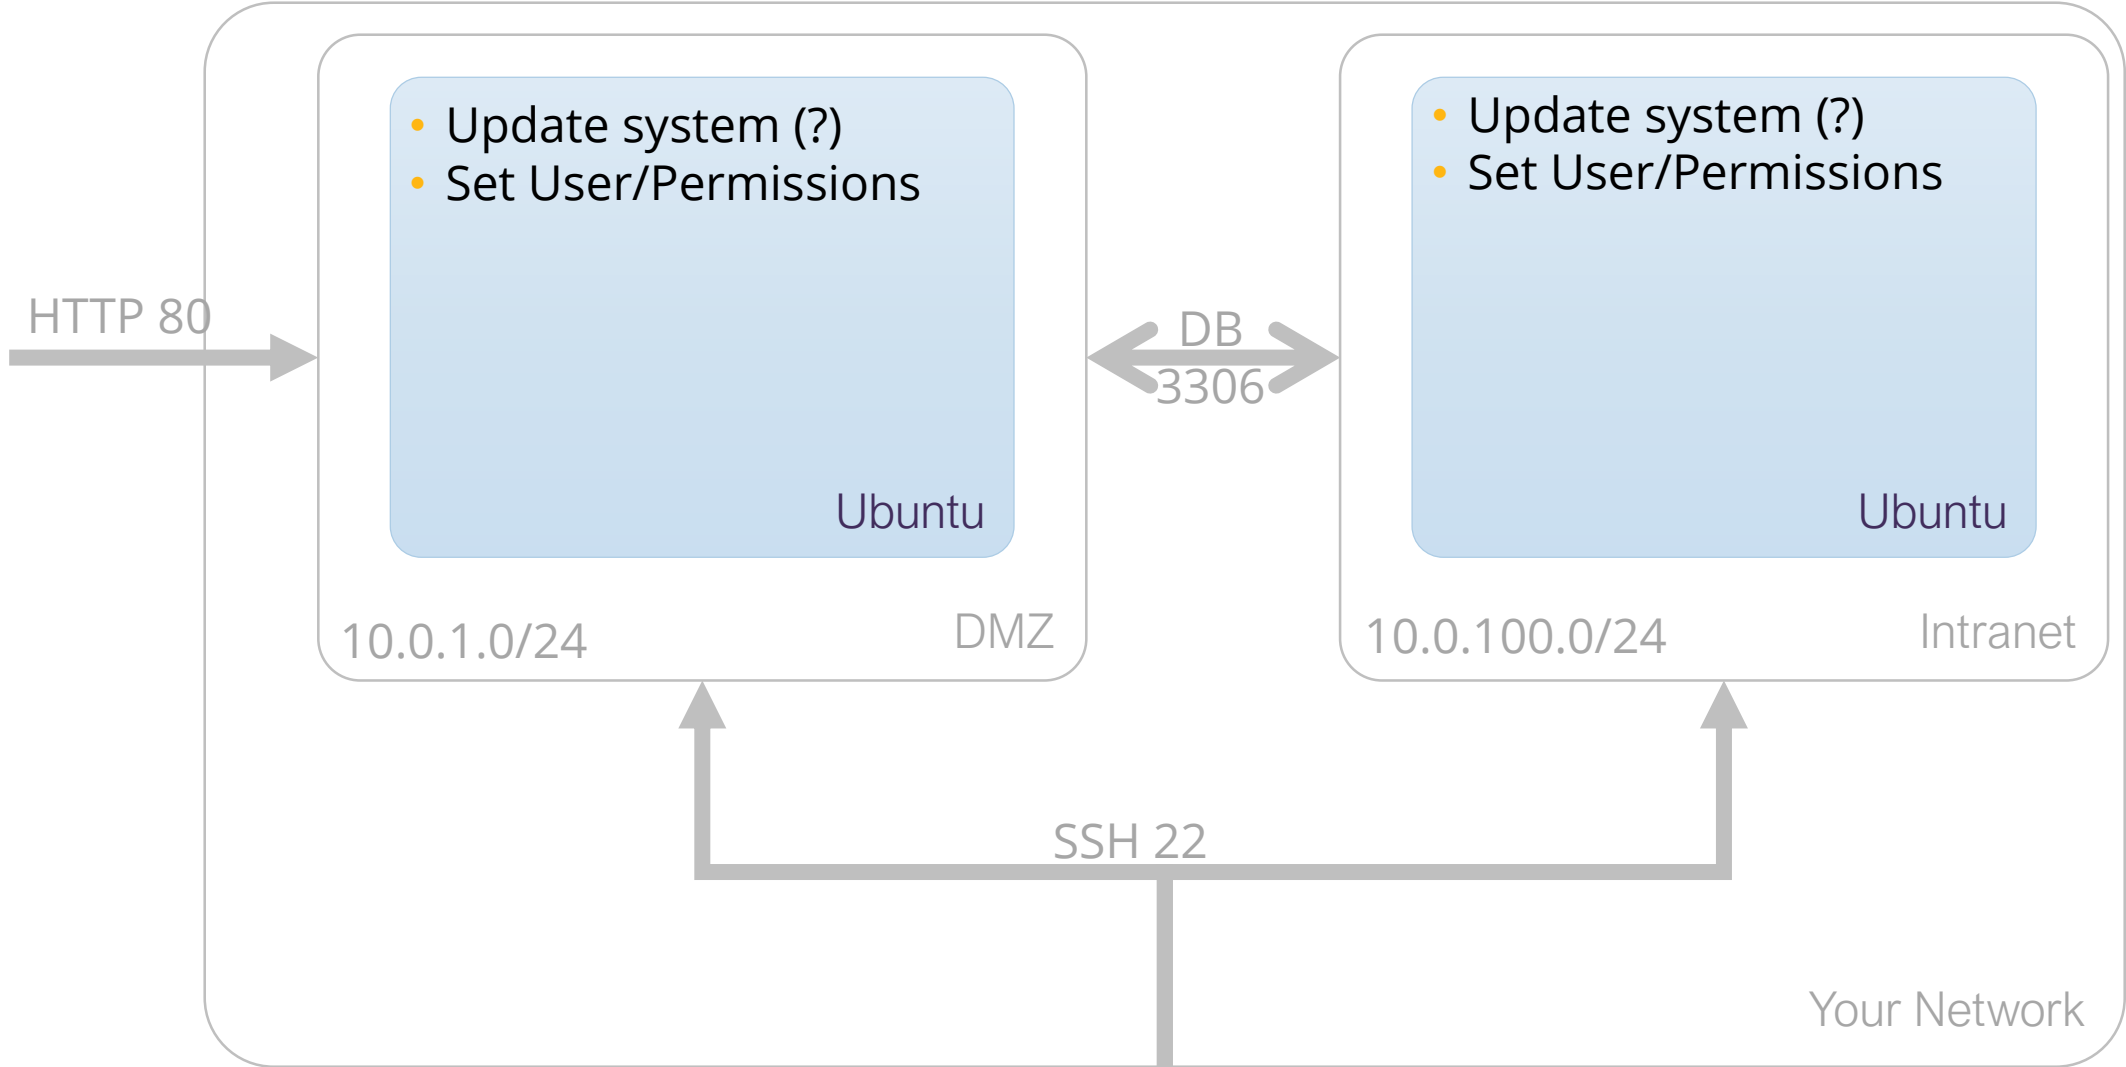 • Update system (?)
• Set User/Permissions
Ubuntu
10.0.1.0/24
DMZ
HTTP 80
DB
3306
• Update system (?)
• Set User/Permissions
Ubuntu
10.0.100.0/24
Intranet
SSH 22
Your Network